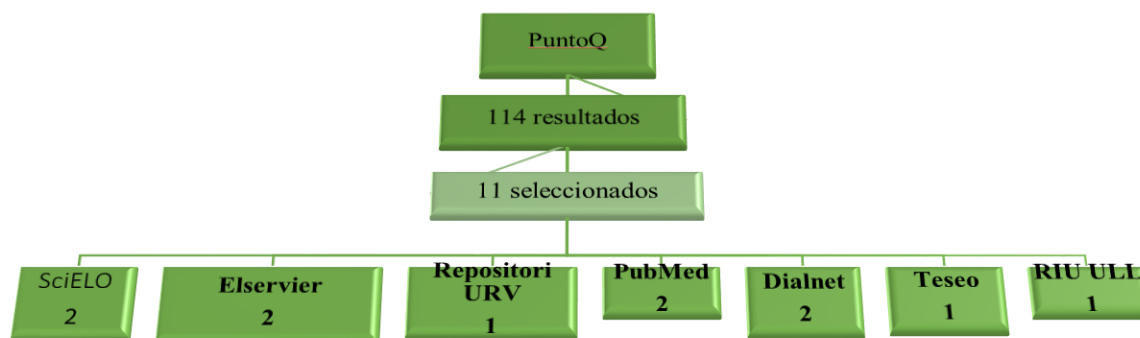 PuntoQ
114 resultados
11 seleccionados
SciELO
2
Elservier
2
Repositori
URV
1
PubMed
2
Dialnet
2
Teseo
1
RIU ULL
1